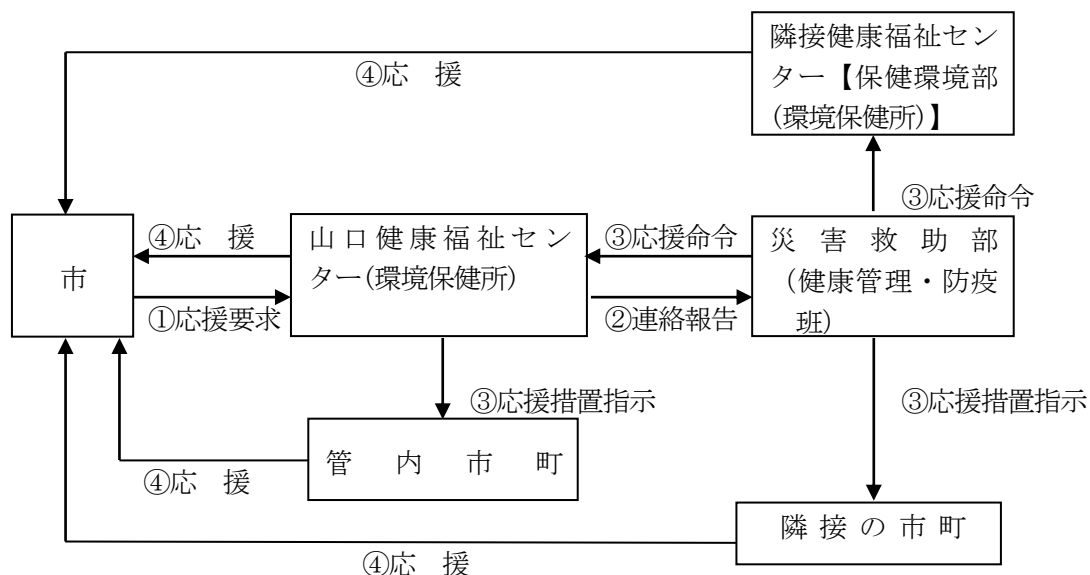 隣接健康福祉セン
ター【保健環境部
(環境保健所)】
④応　援
③応援命令
市
④応　援
①応援要求
山口健康福祉セン
ター(環境保健所)
③応援命令
②連絡報告
災害救助部
(健康管理・防疫
班)
③応援措置指示
③応援措置指示
管内市町
④応　援
隣接の市町
④応　援